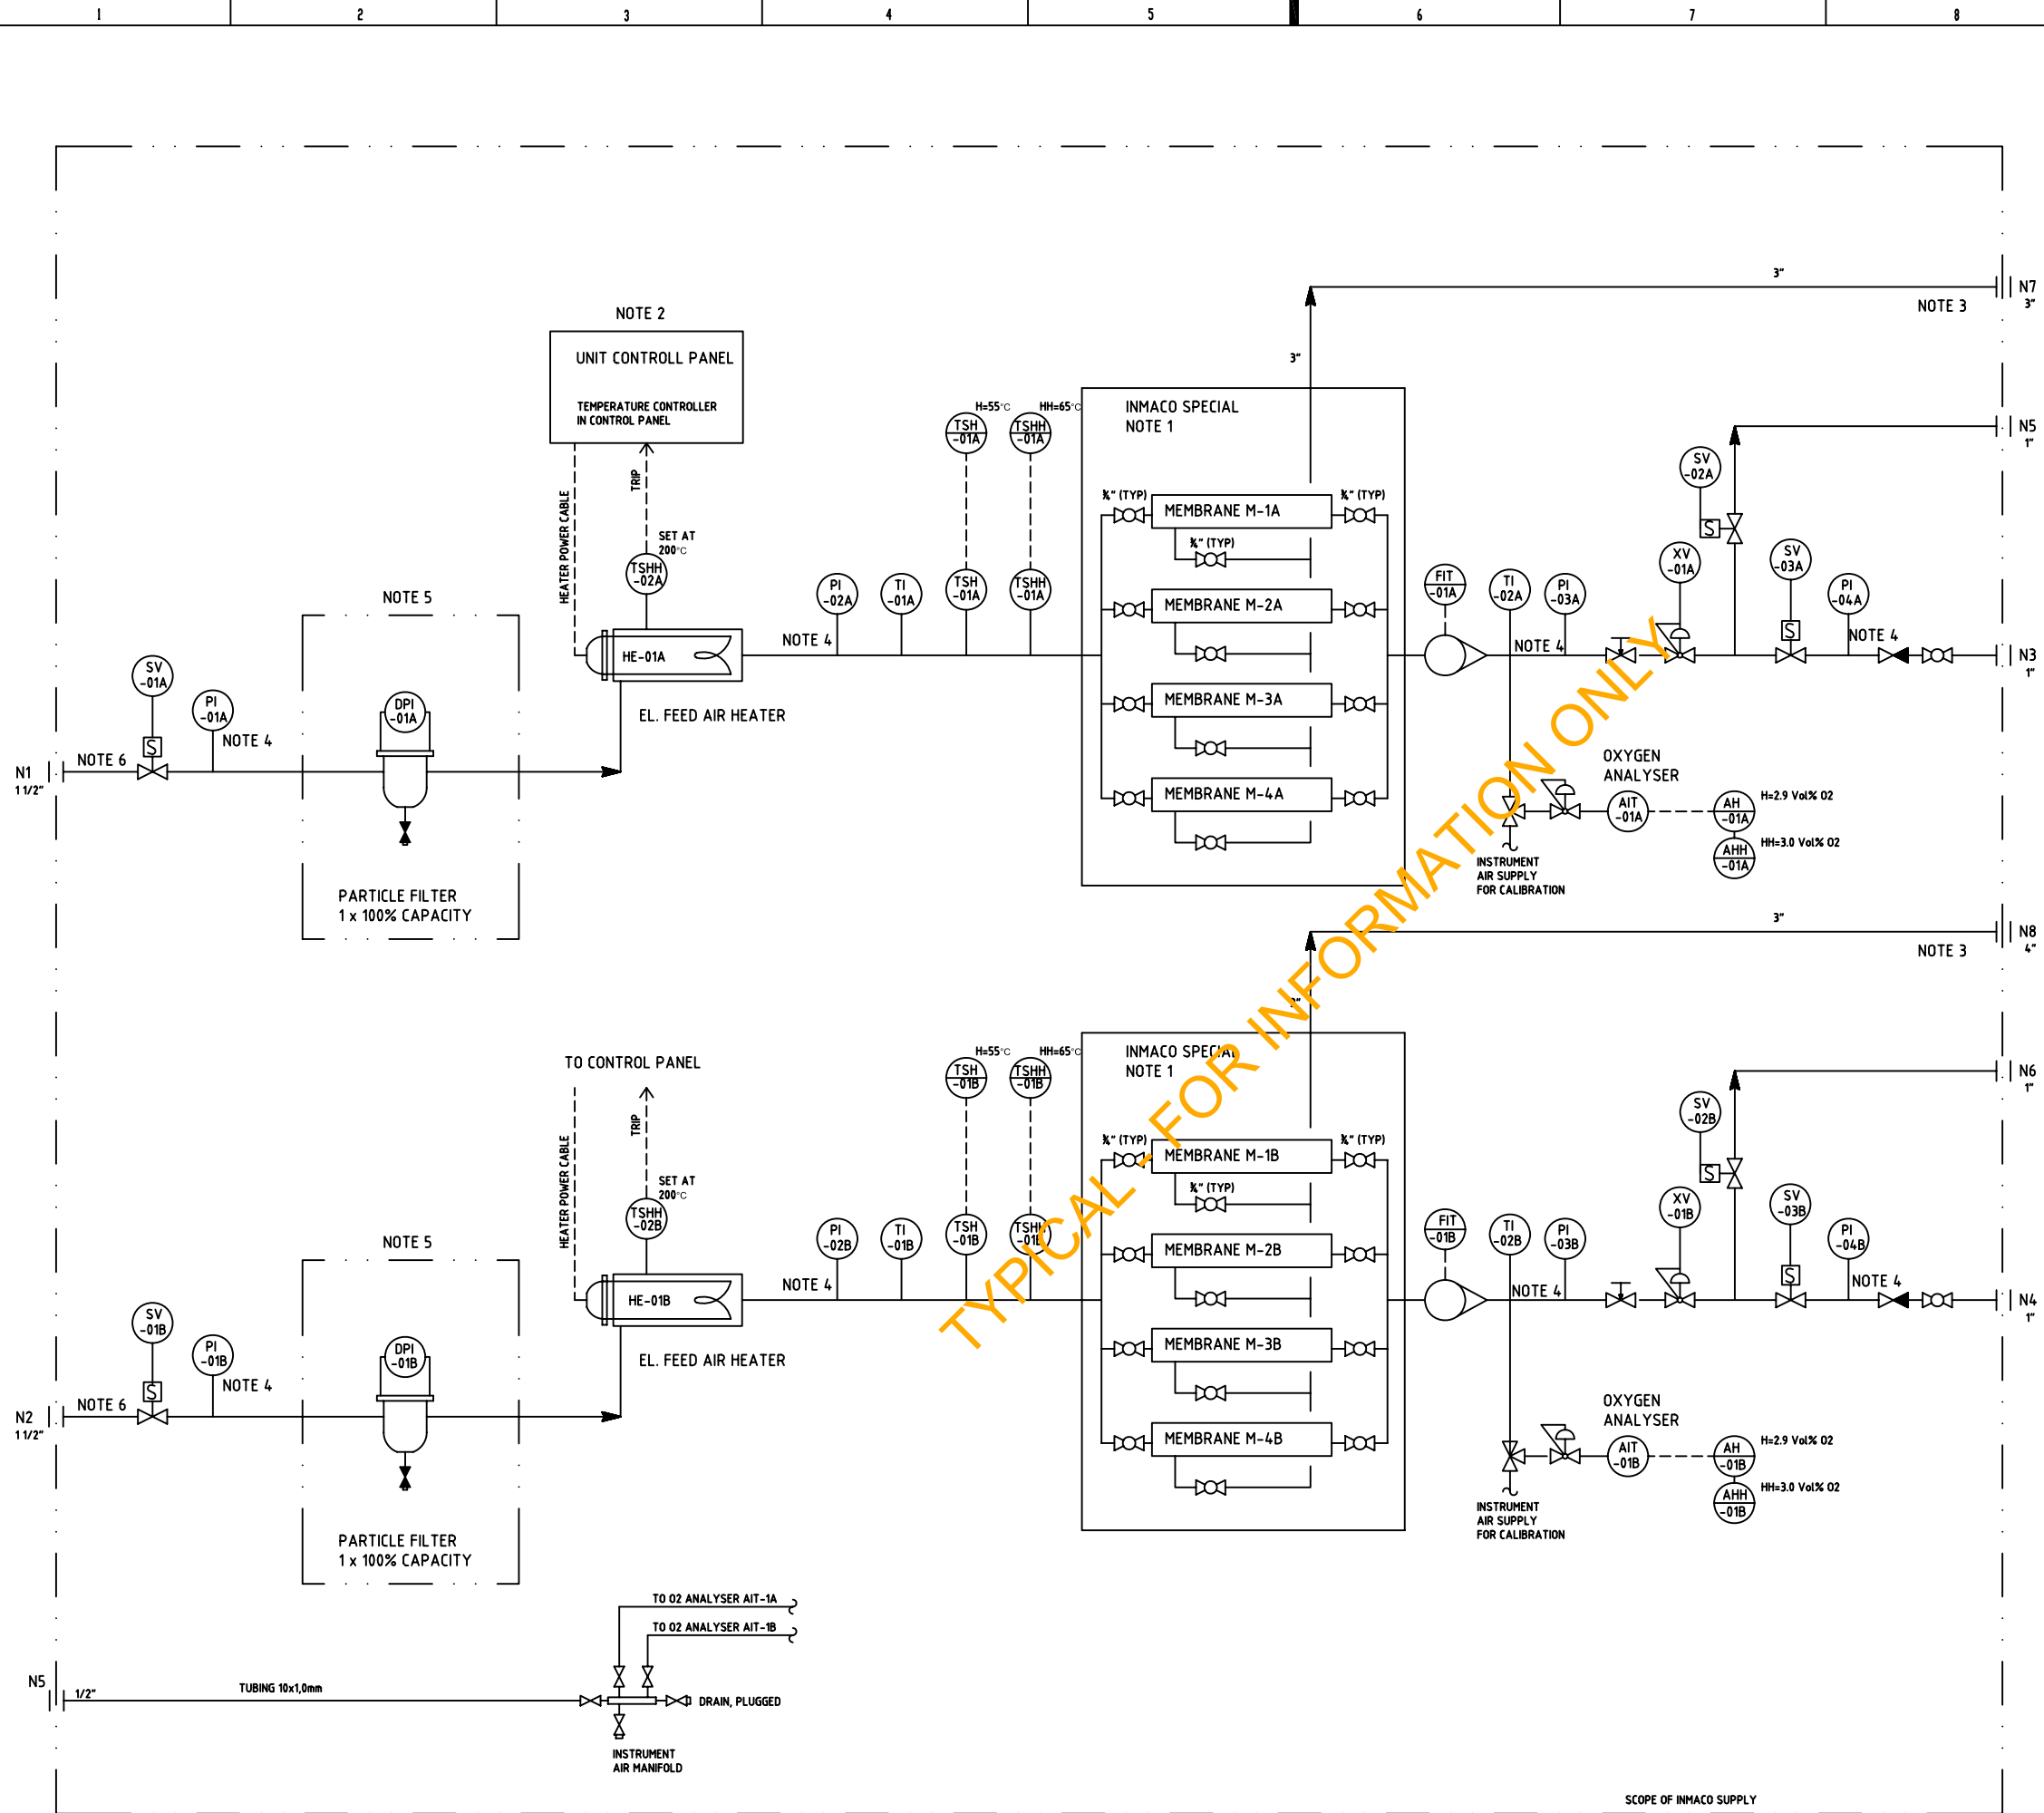 1 2 3 4 5 6 7 8
3"
N7
3"
NOTE 3
NOTE 2
UNIT CONTROLL PANEL
TEMPERATURE CONTROLLER
IN CONTROL PANEL
3"
HEATER POWER CABLE
TRIP
SET AT
200°C
TSHH
-02A
H=55°C
HH=65°C
TSH
-01A
TSHH
-01A
INMACO SPECIAL
NOTE 1
N5
1"
SV
-02A
S
¾" (TYP)
MEMBRANE M-1A
¾" (TYP)
¾" (TYP)
MEMBRANE M-2A
MEMBRANE M-3A
MEMBRANE M-4A
NOTE 5
PI
-02A
TI
-01A
TSH
-01A
TSHH
-01A
NOTE 4
HE-01A
EL. FEED AIR HEATER
FIT
-01A
TI
-02A
PI
-03A
NOTE 4
XV
-01A
SV
-03A
S
PI
-04A
NOTE 4
N3
1"
SV
-01A
S
PI
-01A
NOTE 4
DPI
-01A
NOTE 6
N1
1 1/2"
PARTICLE FILTER
1 x 100% CAPACITY
OXYGEN
ANALYSER
AIT
-01A
AH
-01A
H=2.9 Vol% O2
AHH
-01A
HH=3.0 Vol% O2
INSTRUMENT
AIR SUPPLY
FOR CALIBRATION
3"
N8
4"
NOTE 3
3"
TO CONTROL PANEL
HEATER POWER CABLE
TRIP
SET AT
200°C
TSHH
-02B
H=55°C
HH=65°C
TSH
-01B
TSHH
-01B
INMACO SPECIAL
NOTE 1
N6
1"
SV
-02B
S
¾" (TYP)
MEMBRANE M-1B
¾" (TYP)
¾" (TYP)
MEMBRANE M-2B
MEMBRANE M-3B
MEMBRANE M-4B
NOTE 5
PI
-02B
TI
-01B
TSH
-01B
TSHH
-01B
NOTE 4
HE-01B
EL. FEED AIR HEATER
FIT
-01B
TI
-02B
PI
-03B
NOTE 4
XV
-01B
SV
-03B
S
PI
-04B
NOTE 4
N4
1"
SV
-01B
S
PI
-01B
NOTE 4
DPI
-01B
NOTE 6
N2
1 1/2"
PARTICLE FILTER
1 x 100% CAPACITY
OXYGEN
ANALYSER
AIT
-01B
AH
-01B
H=2.9 Vol% O2
AHH
-01B
HH=3.0 Vol% O2
INSTRUMENT
AIR SUPPLY
FOR CALIBRATION
TYPICAL - FOR INFORMATION ONLY
TO O2 ANALYSER AIT-1A
TO O2 ANALYSER AIT-1B
N5
1/2"
TUBING 10x1,0mm
DRAIN, PLUGGED
INSTRUMENT
AIR MANIFOLD
SCOPE OF INMACO SUPPLY